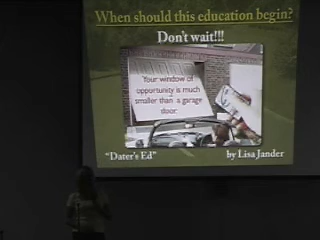 When should this education begin?
Don't wait!!!
Your window of
opportunity is much
smaller than a garage
door.
"Dater's Ed"
by Lisa Jander